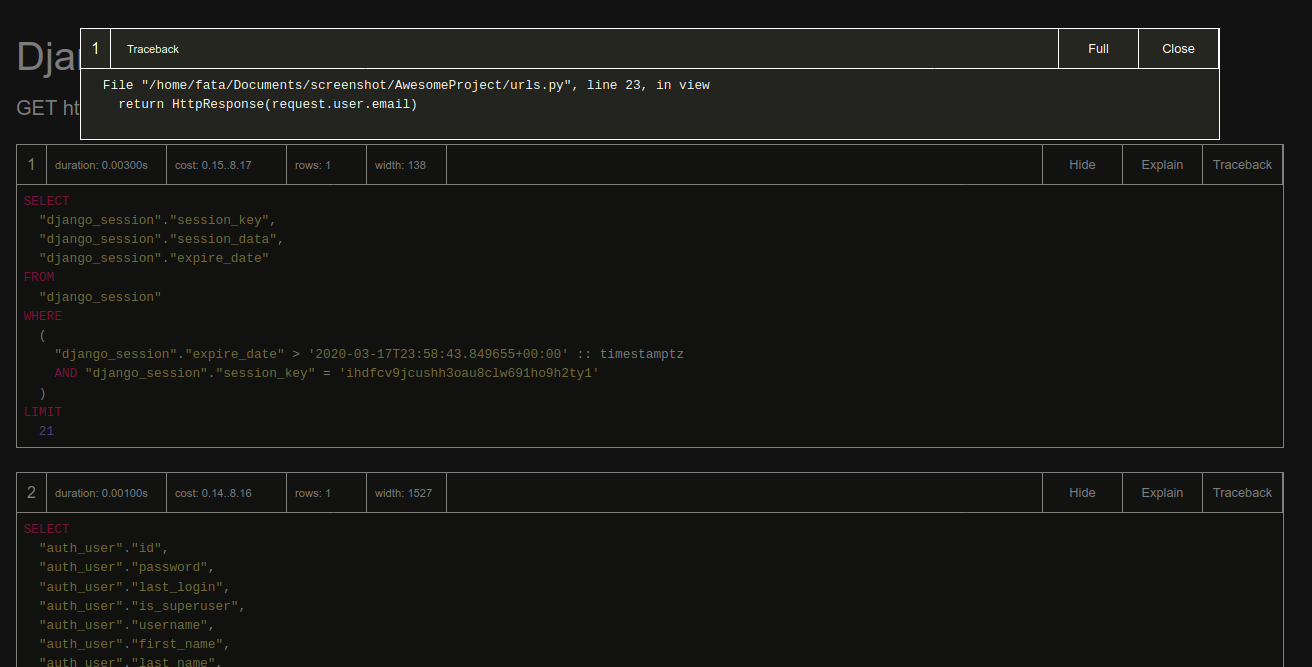 1 Traceback Full Close
File "/home/fata/Documents/screenshot/AwesomeProject/urls.py", line 23, in view
return HttpResponse(request.user.email)
GET
1 duration: 0.00300s cost: 0.15..8.17 rows: 1 width: 138 Hide Explain Traceback
SELECT
"django_session"."session_key",
"django_session"."session_data",
"django_session"."expire_date"
FROM
"django_session"
WHERE
(
"django_session"."expire_date" > '2020-03-17T23:58:43.849655+00:00' :: timestamptz
AND "django_session"."session_key" = 'ihdfcv9jcushh3oau8clw691ho9h2ty1'
)
LIMIT
21
2 duration: 0.00100s cost: 0.14..8.16 rows: 1 width: 1527 Hide Explain Traceback
SELECT
"auth_user"."id",
"auth_user"."password",
"auth_user"."last_login",
"auth_user"."is_superuser",
"auth_user"."username",
"auth_user"."first_name",
"auth_user"."last_name",